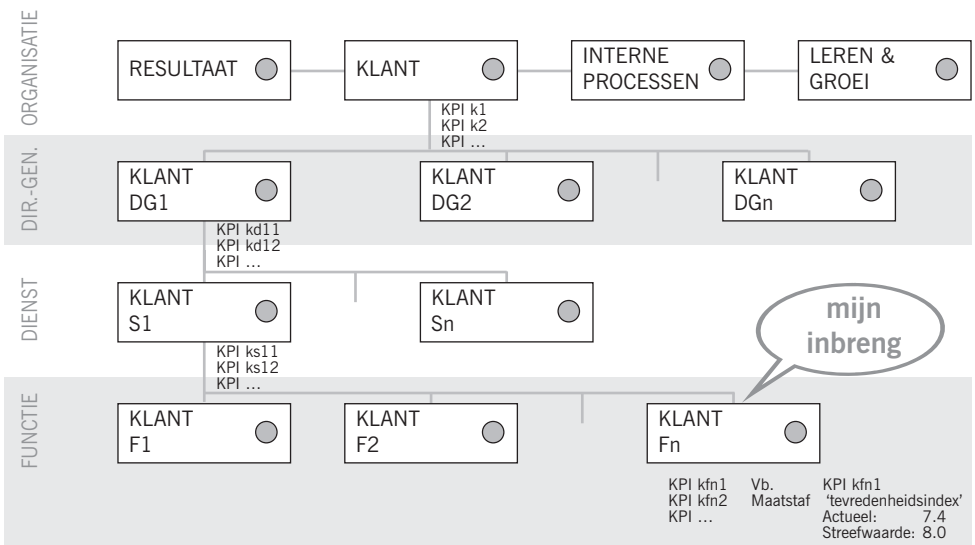 ORGANISATIE
RESULTAAT
KLANT
INTERNE
PROCESSEN
LEREN &
GROEI
KPI k1
KPI k2
KPI ...
DIR.-GEN.
KLANT
DG1
KLANT
DG2
KLANT
DGn
KPI kd11
KPI kd12
KPI ...
DIENST
KLANT
S1
KLANT
Sn
mijn
inbreng
KPI ks11
KPI ks12
KPI ...
FUNCTIE
KLANT
F1
KLANT
F2
KLANT
Fn
KPI kfn1 Vb. KPI kfn1
KPI kfn2 Maatstaf ‘tevredenheidsindex’
KPI ... Actueel: 7.4
Streefwaarde: 8.0